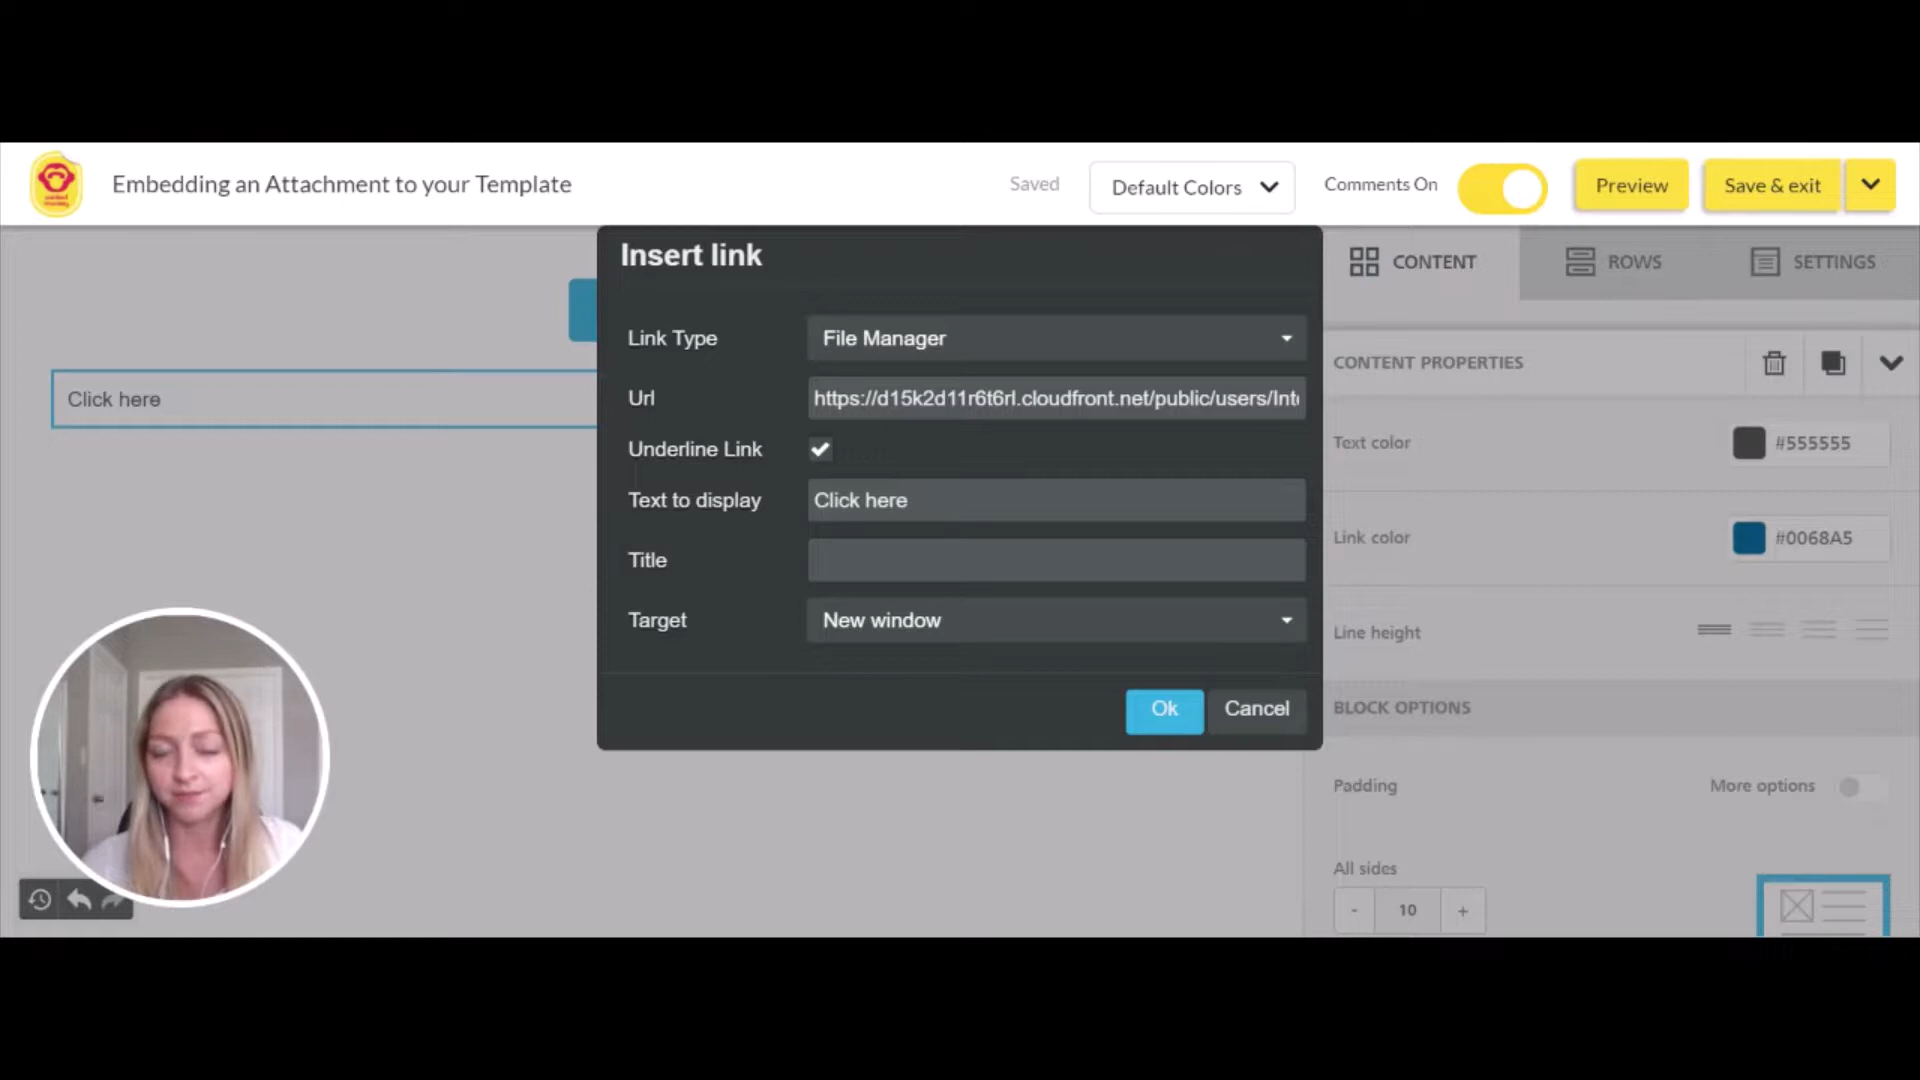 Embedding an Attachment to your Template
Saved
Default Colors
Comments On
Preview
Save & exit
Insert link
CONTENT
ROWS
SETTINGS
Link Type
File Manager
CONTENT PROPERTIES
Url
https://d15k2d11r6t6rl.cloudfront.net/public/users/Int
Click here
Text color
#555555
Underline Link
Text to display
Click here
Link color
#0068A5
Title
Target
New window
Line height
Ok
Cancel
BLOCK OPTIONS
Padding
More options
All sides
- 10 +